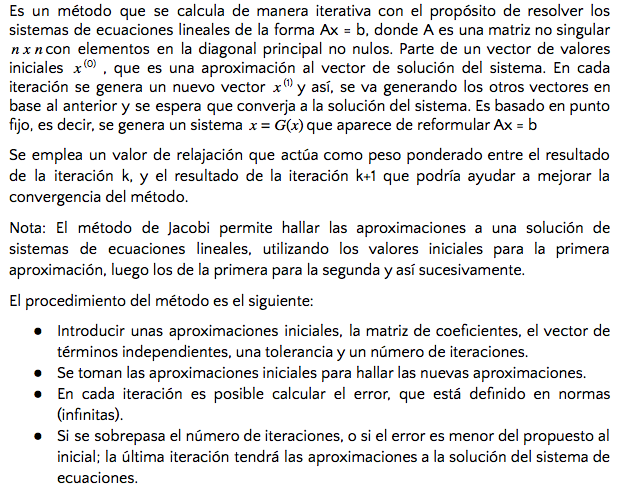 Es un método que se calcula de manera iterativa con el propósito de resolver los
sistemas de ecuaciones lineales de la forma Ax = b, donde A es una matriz no singular
n x n con elementos en la diagonal principal no nulos. Parte de un vector de valores
iniciales x⁽⁰⁾ , que es una aproximación al vector de solución del sistema. En cada
iteración se genera un nuevo vector x⁽¹⁾ y así, se va generando los otros vectores en
base al anterior y se espera que converja a la solución del sistema. Es basado en punto
fijo, es decir, se genera un sistema x = G(x) que aparece de reformular Ax = b
Se emplea un valor de relajación que actúa como peso ponderado entre el resultado
de la iteración k, y el resultado de la iteración k+1 que podría ayudar a mejorar la
convergencia del método.
Nota: El método de Jacobi permite hallar las aproximaciones a una solución de
sistemas de ecuaciones lineales, utilizando los valores iniciales para la primera
aproximación, luego los de la primera para la segunda y así sucesivamente.
El procedimiento del método es el siguiente:
● Introducir unas aproximaciones iniciales, la matriz de coeficientes, el vector de
términos independientes, una tolerancia y un número de iteraciones.
● Se toman las aproximaciones iniciales para hallar las nuevas aproximaciones.
● En cada iteración es posible calcular el error, que está definido en normas
(infinitas).
● Si se sobrepasa el número de iteraciones, o si el error es menor del propuesto al
inicial; la última iteración tendrá las aproximaciones a la solución del sistema de
ecuaciones.